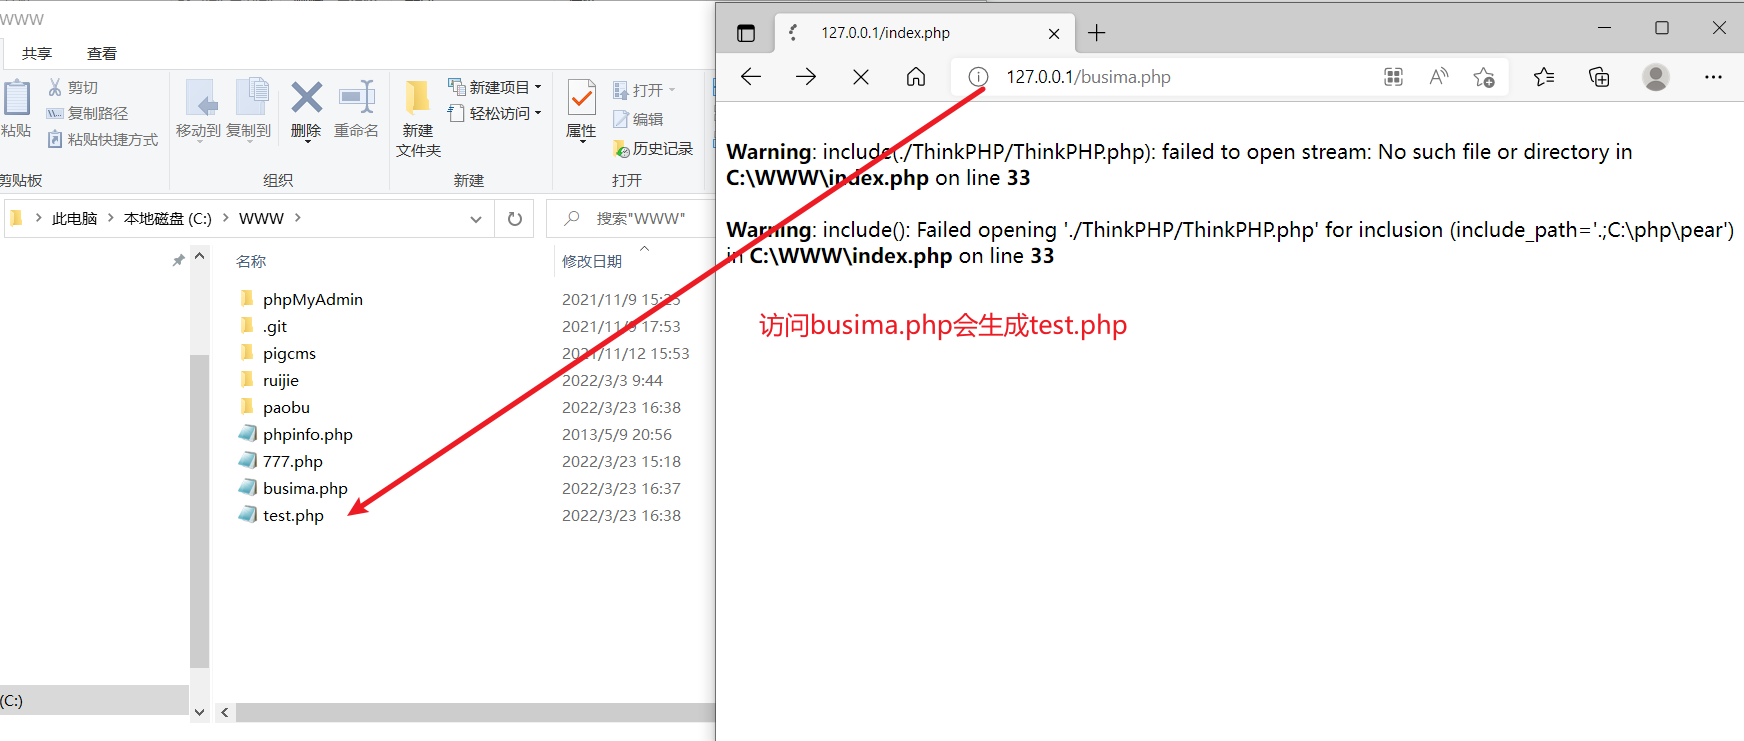 WWW
共享 查看
粘贴
剪切
复制路径
粘贴快捷方式
剪贴板
移动到
复制到
删除
重命名
组织
新建
文件夹
新建项目
轻松访问
新建
属性
打开
编辑
历史记录
打开
此电脑 本地磁盘 (C:) WWW
搜索"WWW"
名称 修改日期
phpMyAdmin 2021/11/9 15:25
.git 2021/11/9 17:53
pigcms 2021/11/12 15:53
ruijie 2022/3/3 9:44
paobu 2022/3/23 16:38
phpinfo.php 2013/5/9 20:56
777.php 2022/3/23 15:18
busima.php 2022/3/23 16:37
test.php 2022/3/23 16:38
(C:)
127.0.0.1/index.php
127.0.0.1/busima.php
Warning: include(./ThinkPHP/ThinkPHP.php): failed to open stream: No such file or directory in
C:\WWW\index.php on line 33
Warning: include(): Failed opening './ThinkPHP/ThinkPHP.php' for inclusion (include_path='.;C:\php\pear')
in C:\WWW\index.php on line 33
访问busima.php会生成test.php